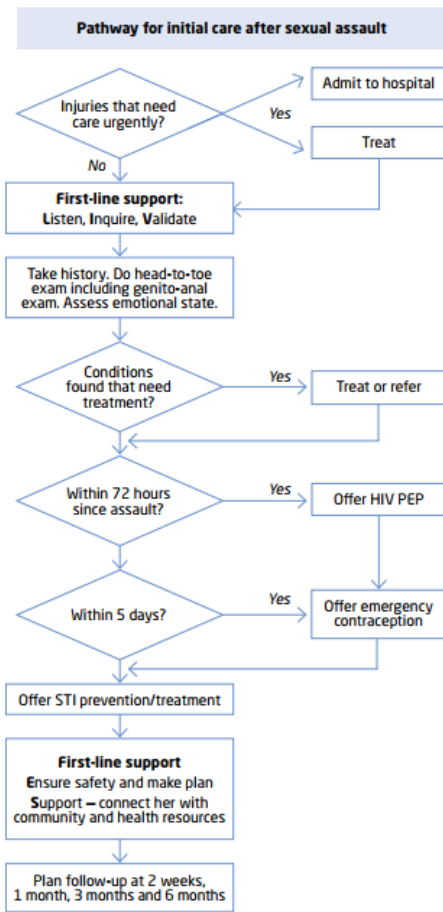 Pathway for initial care after sexual assault
Injuries that need
care urgently?
Yes
Admit to hospital
Treat
No
First-line support:
Listen, Inquire, Validate
Take history. Do head-to-toe
exam including genito-anal
exam. Assess emotional state.
Conditions
found that need
treatment?
Yes
Treat or refer
Within 72 hours
since assault?
Yes
Offer HIV PEP
Within 5 days?
Yes
Offer emergency
contraception
Offer STI prevention/treatment
First-line support
Ensure safety and make plan
Support – connect her with
community and health resources
Plan follow-up at 2 weeks,
1 month, 3 months and 6 months